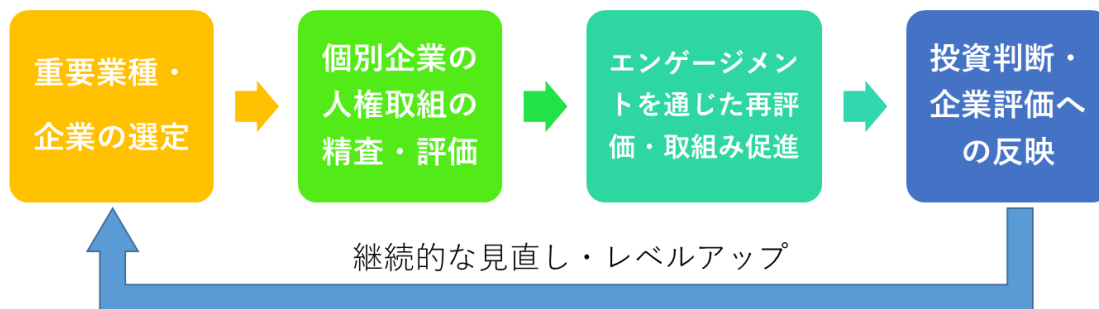 重要業種・
企業の選定
個別企業の
人権取組の
精査・評価
エンゲージメン
トを通じた再評
価・取組み促進
投資判断・
企業評価へ
の反映
継続的な見直し・レベルアップ